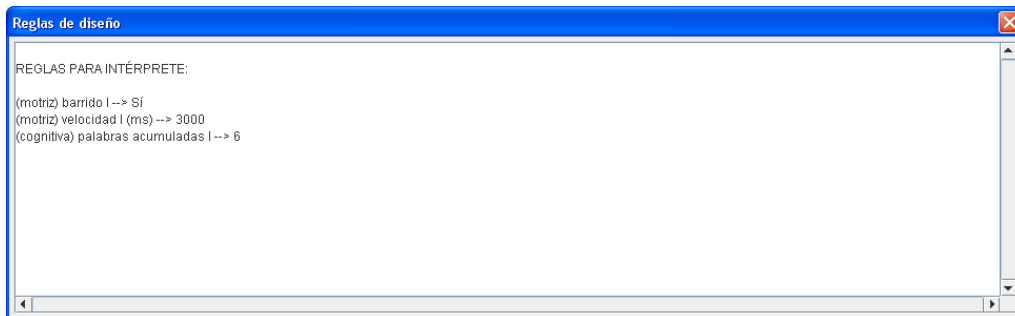 Reglas de diseño
REGLAS PARA INTÉRPRETE:
(motriz) barrido I --> Sí
(motriz) velocidad I (ms) --> 3000
(cognitiva) palabras acumuladas I --> 6